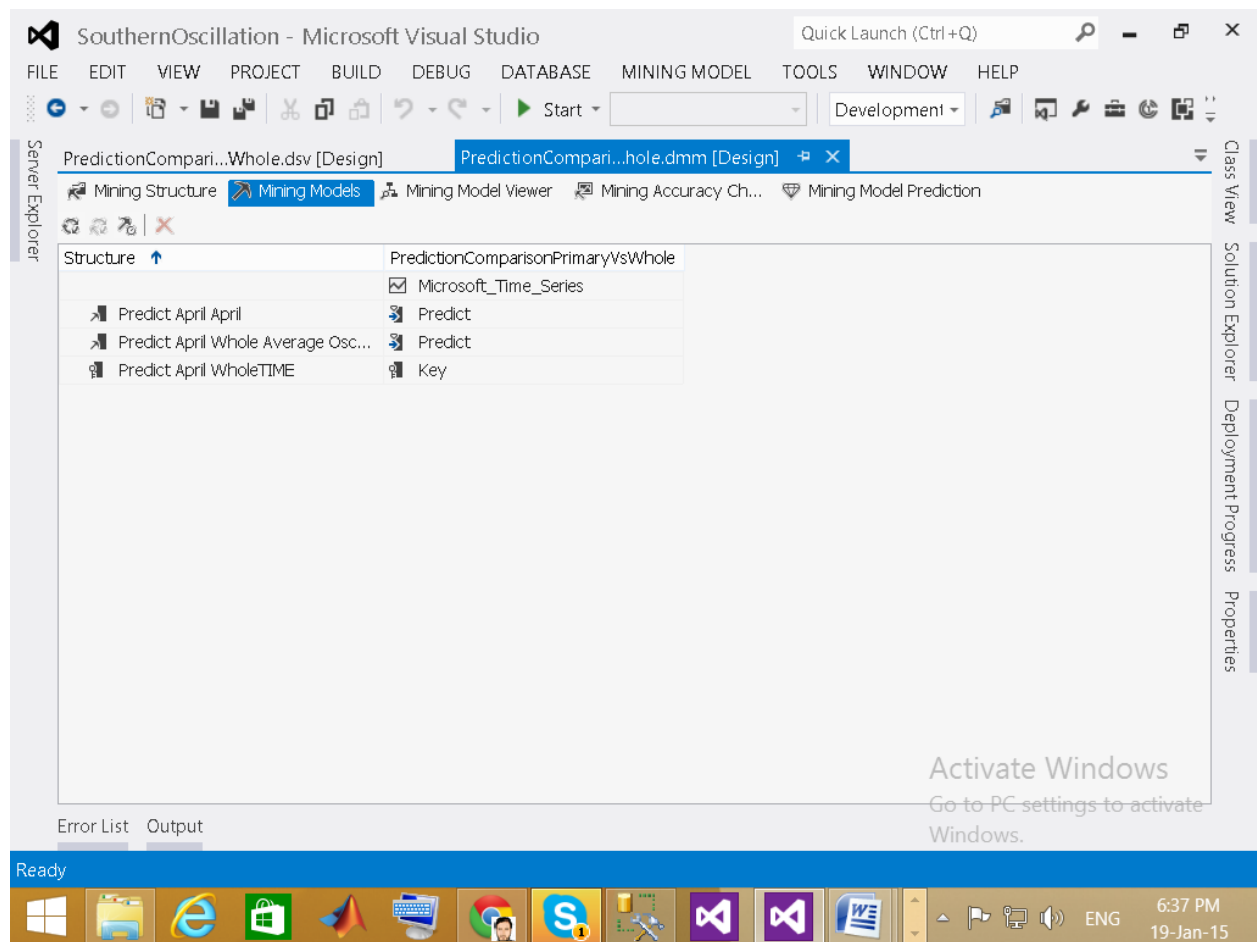 SouthernOscillation - Microsoft Visual Studio
Quick Launch (Ctrl+Q)
FILE EDIT VIEW PROJECT BUILD DEBUG DATABASE MINING MODEL TOOLS WINDOW HELP
Start
Development
Server Explorer
PredictionCompari...Whole.dsv [Design]
PredictionCompari...hole.dmm [Design]
Mining Structure
Mining Models
Mining Model Viewer
Mining Accuracy Ch...
Mining Model Prediction
Structure PredictionComparisonPrimaryVsWhole
Microsoft_Time_Series
Predict April April Predict
Predict April Whole Average Osc... Predict
Predict April WholeTIME Key
Class View
Solution Explorer
Deployment Progress
Properties
Activate Windows
Go to PC settings to activate
Windows.
Error List Output
Ready
1
ENG
6:37 PM
19-Jan-15